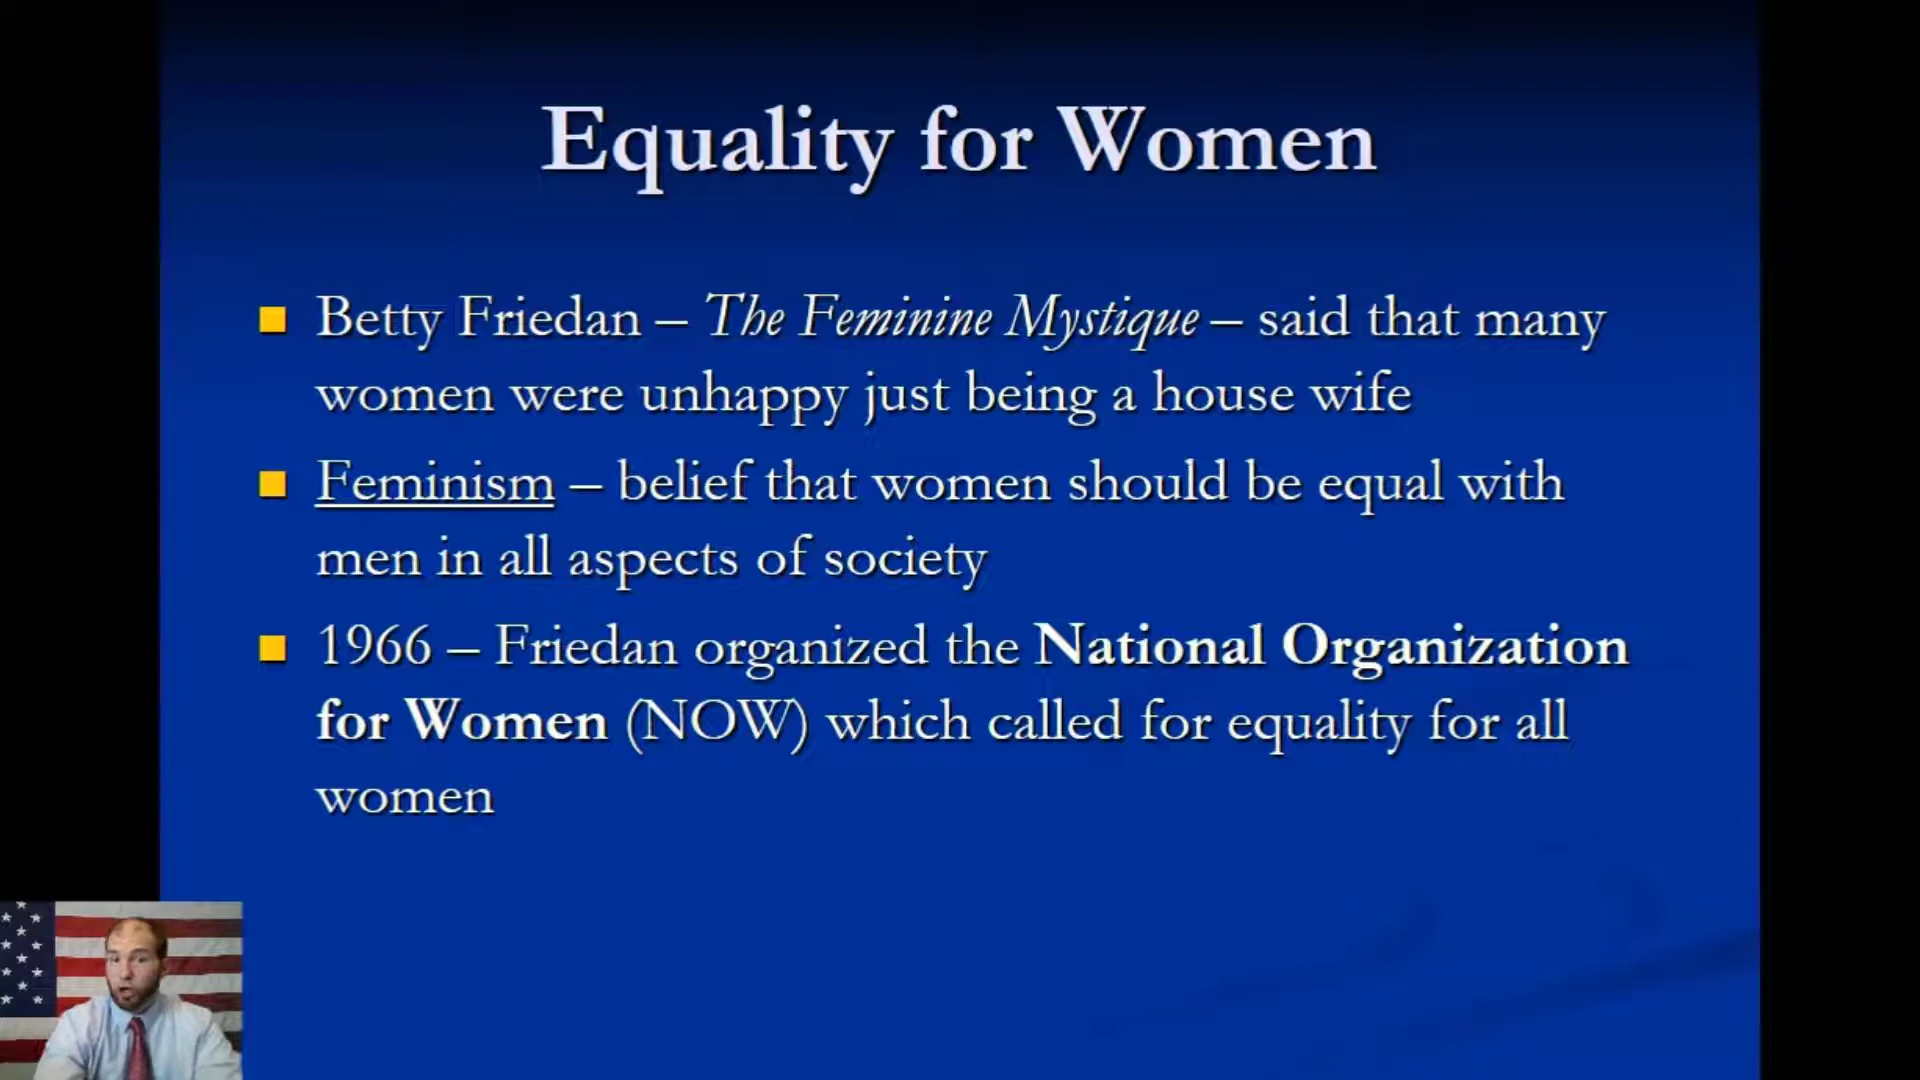 Equality for Women
Betty Friedan – The Feminine Mystique – said that many
women were unhappy just being a house wife
Feminism – belief that women should be equal with
men in all aspects of society
1966 – Friedan organized the National Organization
for Women (NOW) which called for equality for all
women